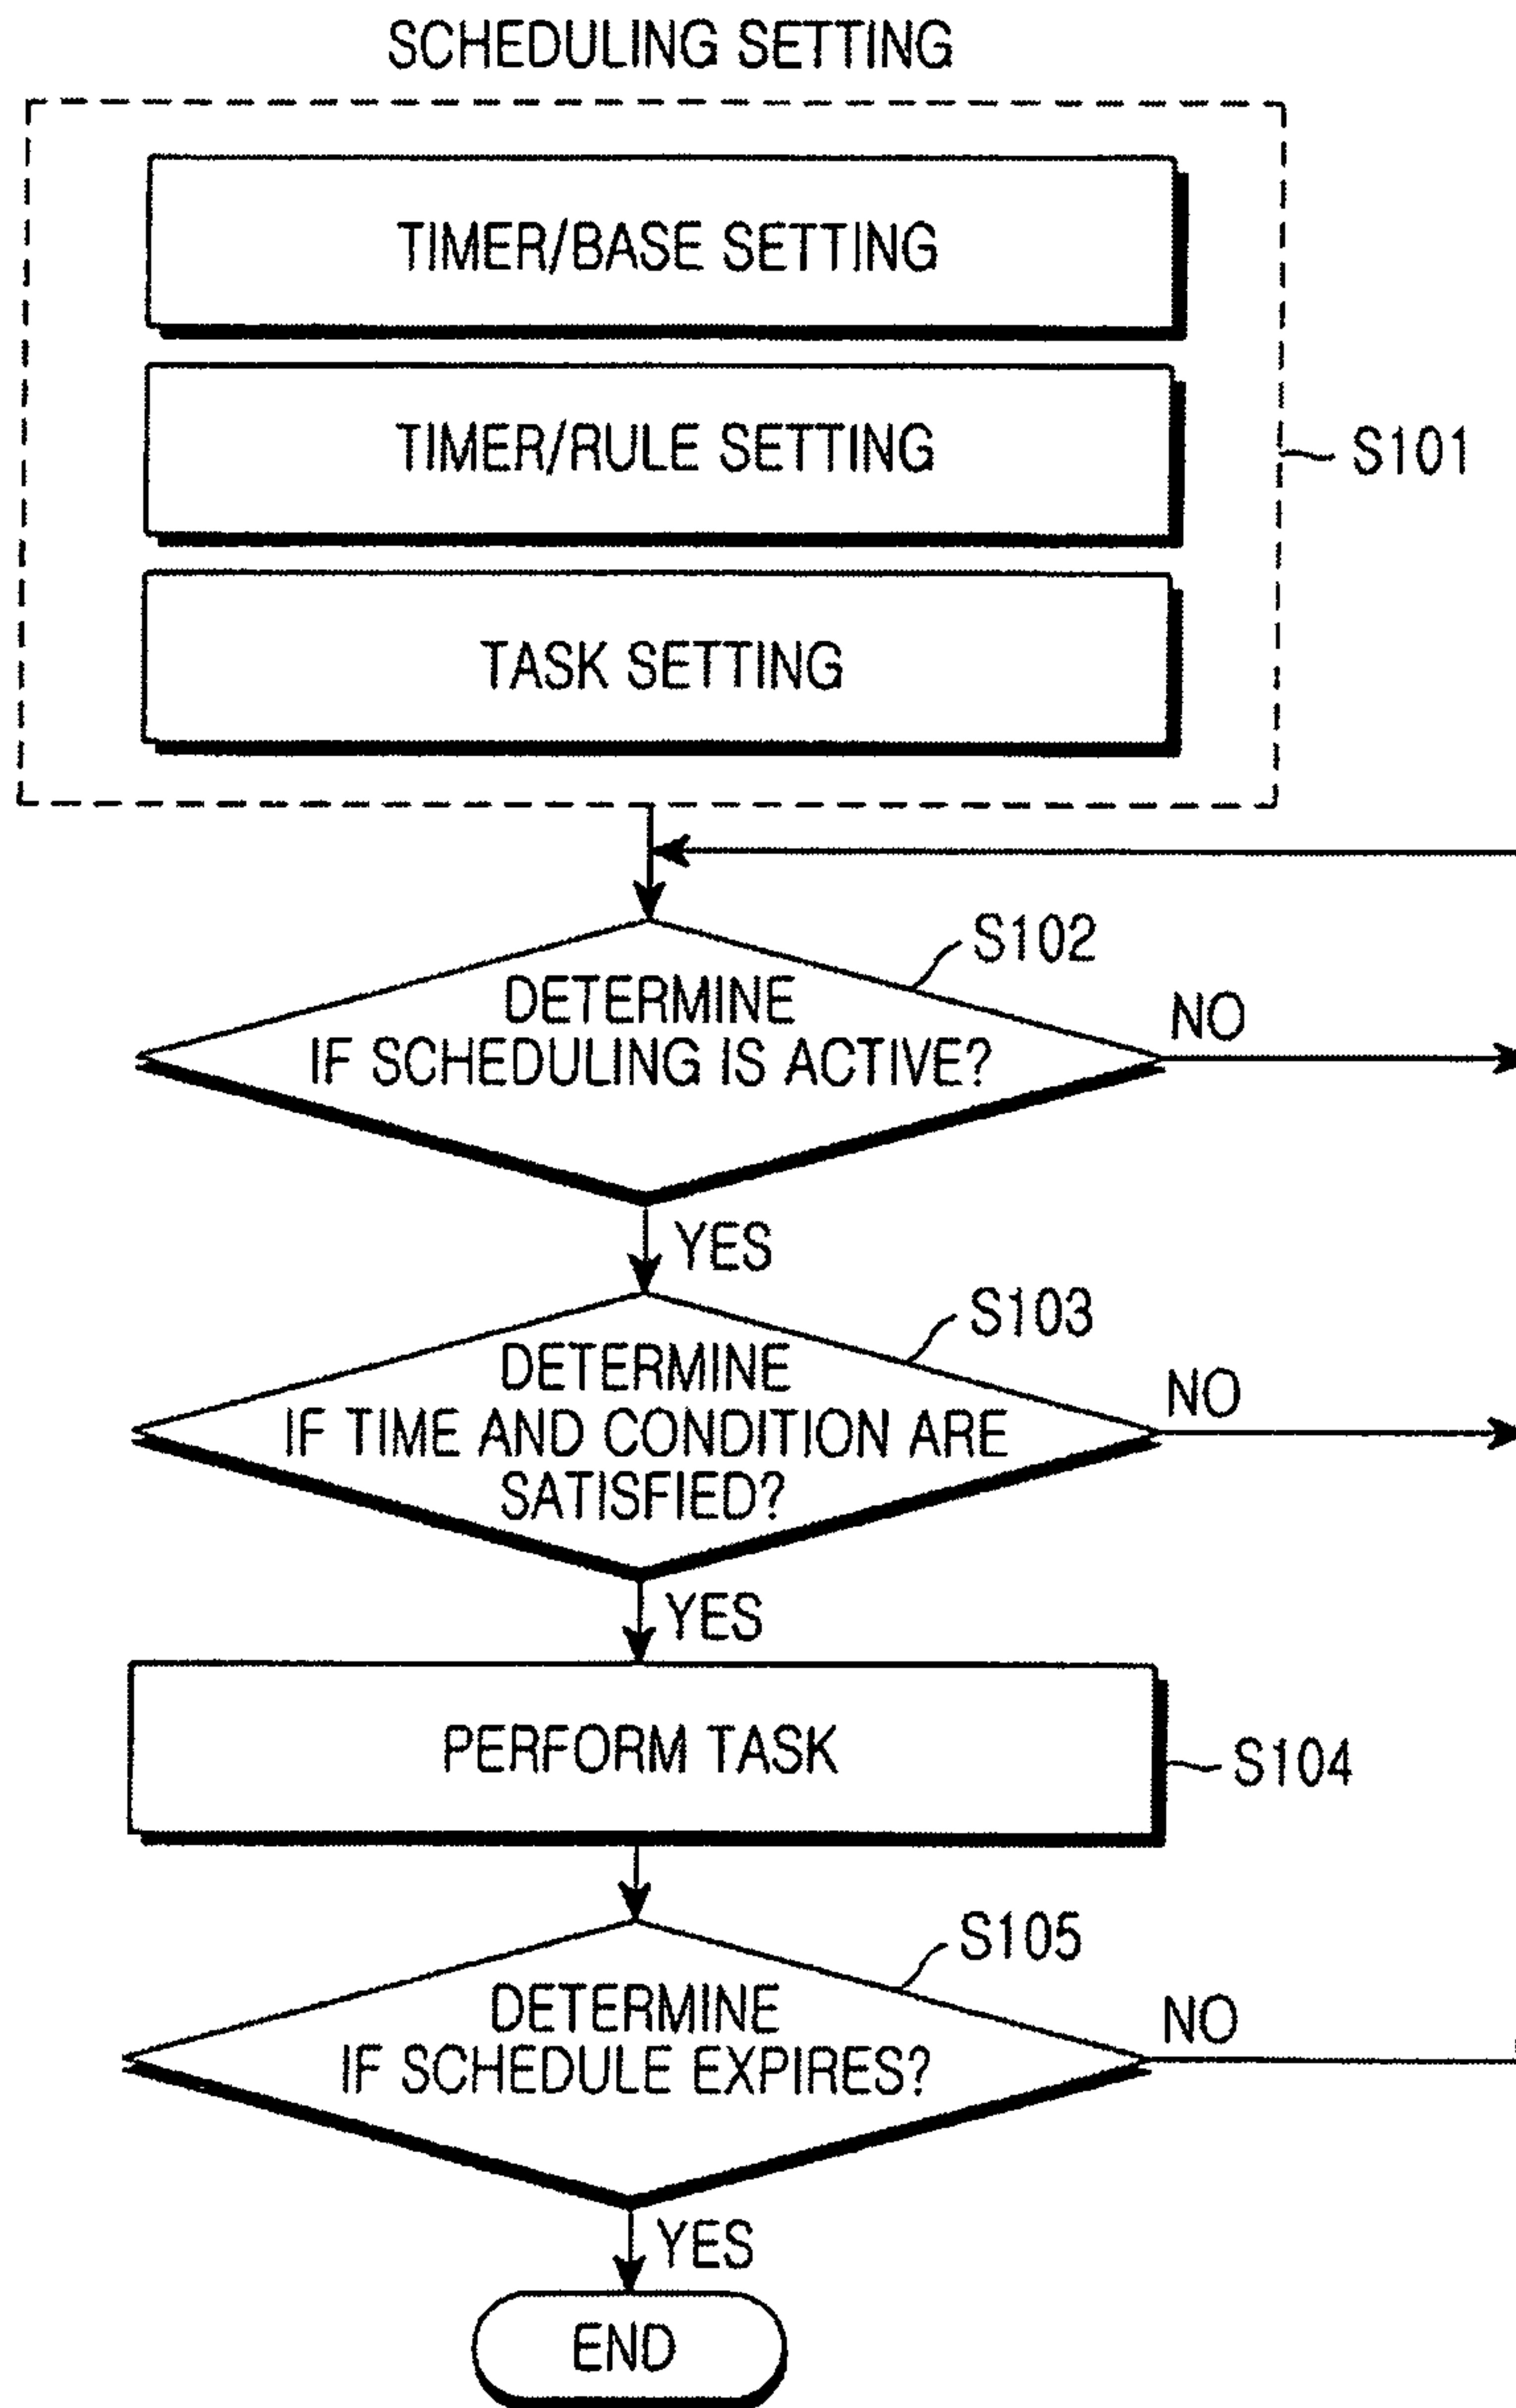 SCHEDULING SETTING
TIMER/BASE SETTING
TIMER/RULE SETTING
S101
TASK SETTING
S102
DETERMINE
IF SCHEDULING IS ACTIVE?
NO
YES
S103
DETERMINE
IF TIME AND CONDITION ARE
SATISFIED?
NO
YES
PERFORM TASK
S104
S105
DETERMINE
IF SCHEDULE EXPIRES?
NO
YES
END